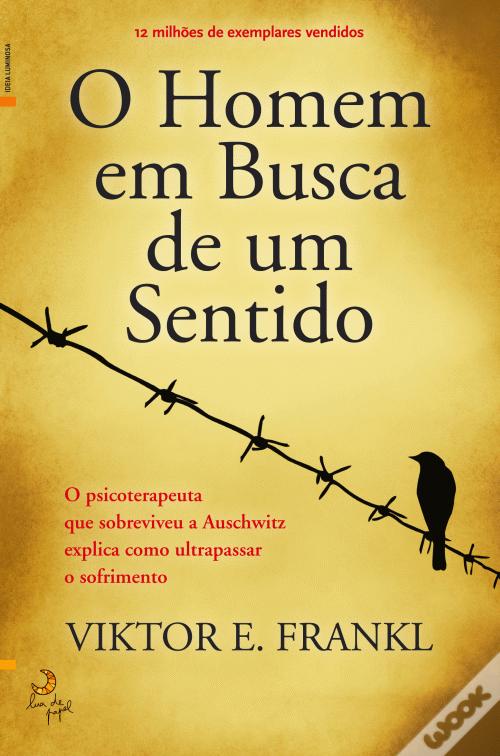 12 milhões de exemplares vendidos
IDEIA LUMINOSA
O Homem
em Busca
de um
Sentido
O psicoterapeuta
que sobreviveu a Auschwitz
explica como ultrapassar
o sofrimento
VIKTOR E. FRANKL
lua de
papel
WOOK